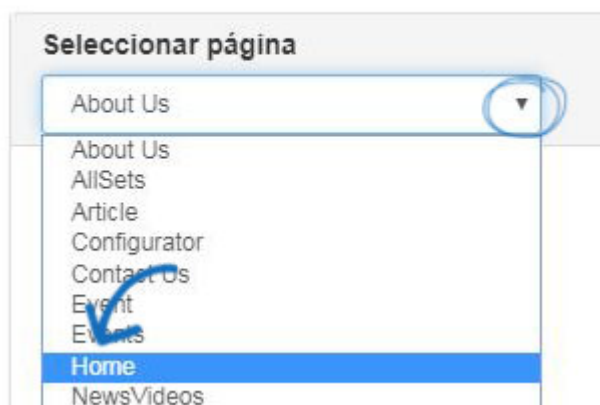 Seleccionar página
About Us
About Us
AllSets
Article
Configurator
Contact Us
Event
Events
Home
NewsVideos